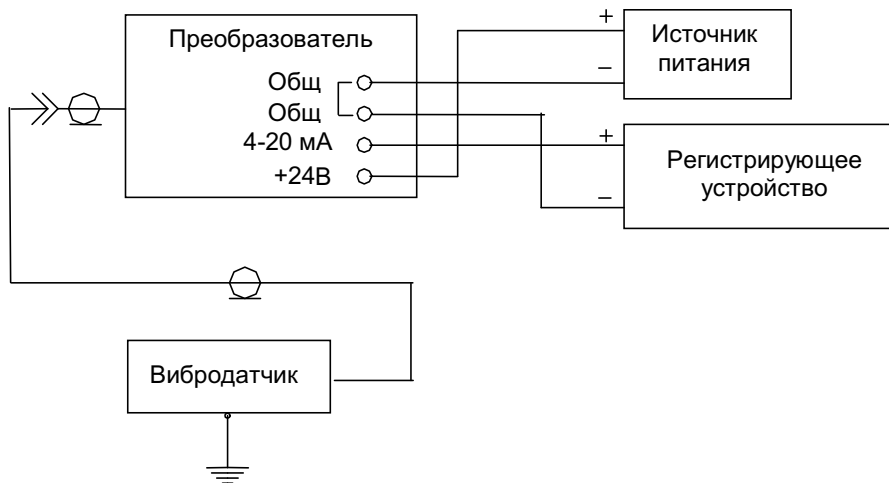 Преобразователь
Общ
Общ
4-20 мА
+24В
+
Источник
питания
–
+
Регистрирующее
устройство
–
Вибродатчик